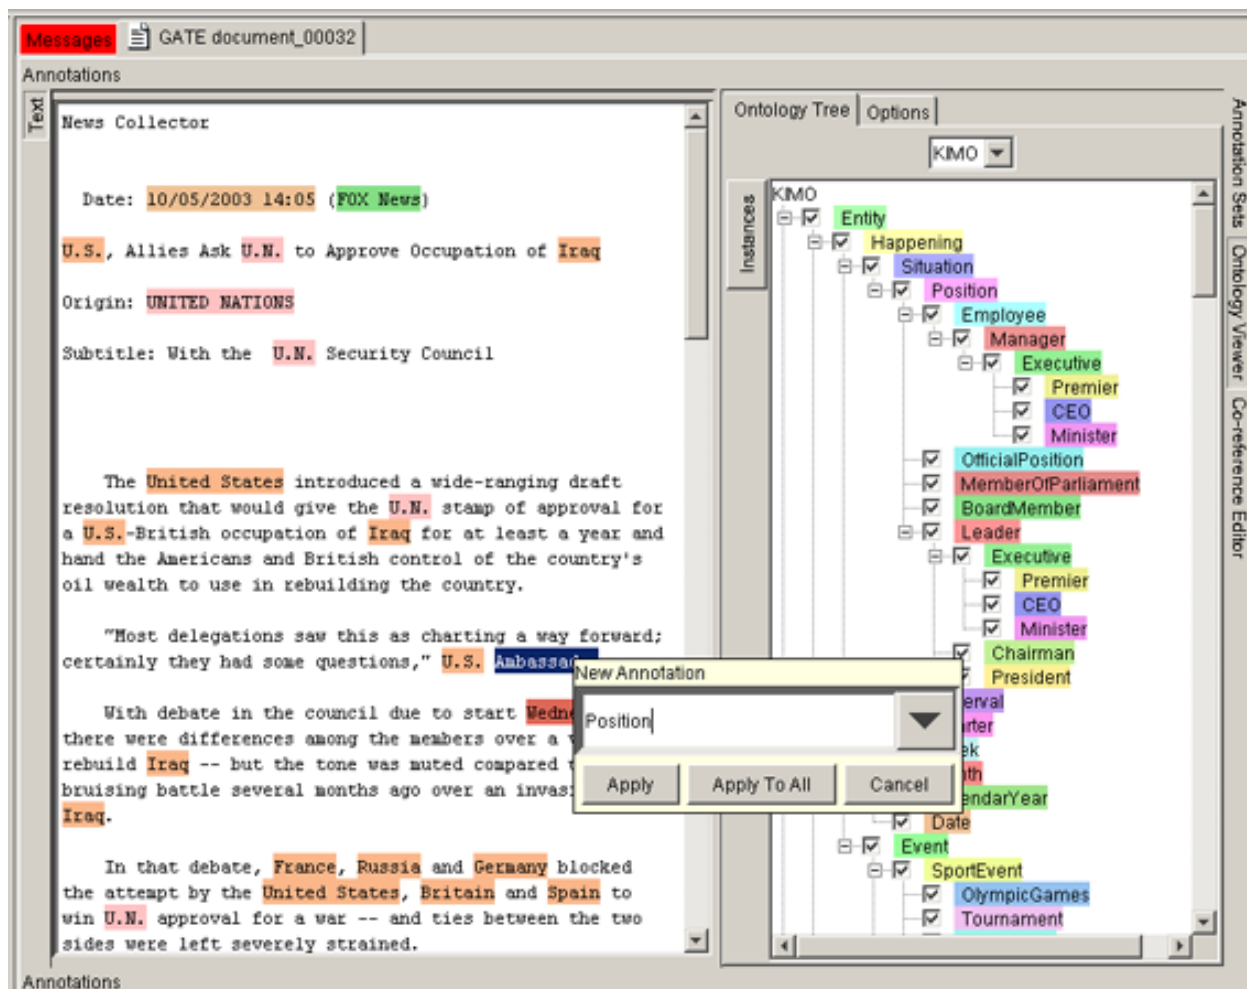 Messages
GATE document_00032
Annotations
Text
News Collector
Date: 10/05/2003 14:05 (FOX News)
U.S., Allies Ask U.N. to Approve Occupation of Iraq
Origin: UNITED NATIONS
Subtitle: With the U.N. Security Council
The United States introduced a wide-ranging draft
resolution that would give the U.N. stamp of approval for
a U.S.-British occupation of Iraq for at least a year and
hand the Americans and British control of the country's
oil wealth to use in rebuilding the country.
"Most delegations saw this as charting a way forward;
certainly they had some questions," U.S.
With debate in the council due to start
there were differences among the members over a
rebuild Iraq -- but the tone was muted compared
bruising battle several months ago over an
Iraq.
In that debate, France, Russia and Germany blocked
the attempt by the United States, Britain and Spain to
win U.N. approval for a war -- and ties between the two
sides were left severely strained.
Annotations
New Annotation
Position
Apply
Apply To All
Cancel
Ontology Tree
Options
KIMO
Instances
KIMO
Entity
Happening
Situation
Position
Employee
Manager
Executive
Premier
CEO
Minister
OfficialPosition
MemberOfParliament
BoardMember
Leader
Executive
Premier
CEO
Minister
Chairman
President
Date
Event
SportEvent
OlympicGames
Tournament
Annotation Sets
Ontology Viewer
Co-reference Editor